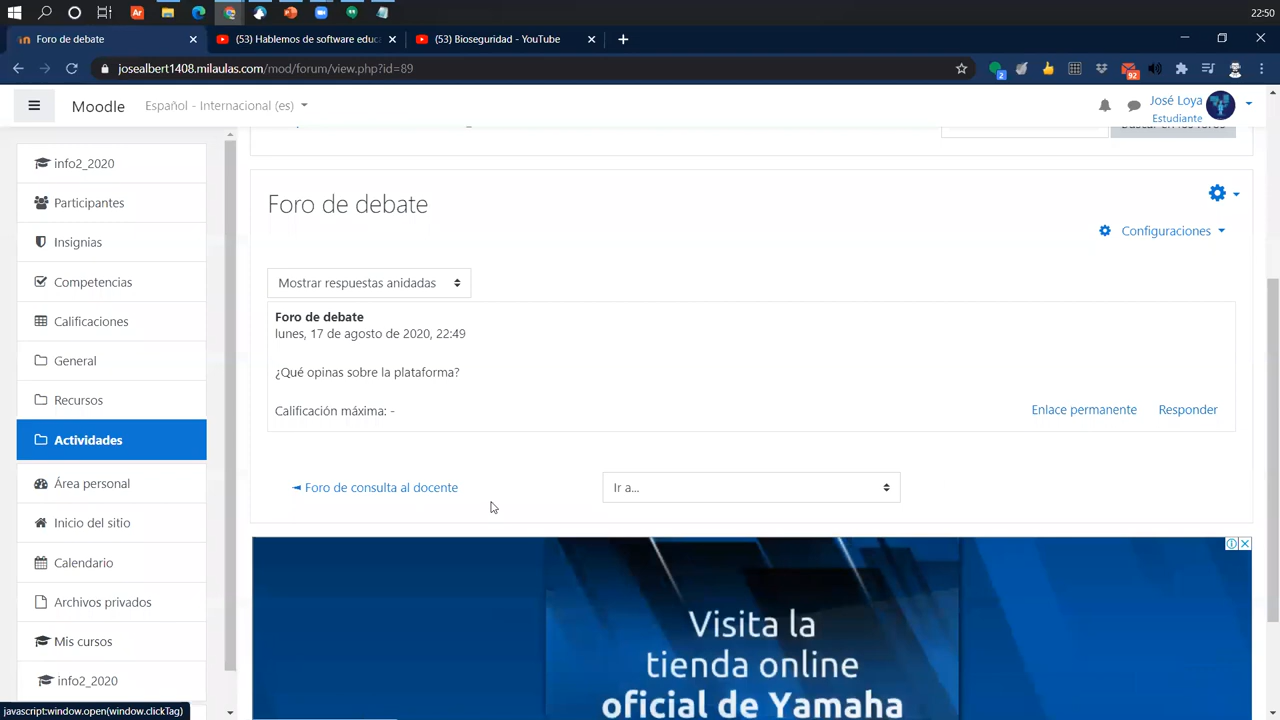 22:50
Foro de debate
(53) Hablemos de software educa
(53) Bioseguridad - YouTube
josealbert1408.milaulas.com/mod/forum/view.php?id=89
2
92
Moodle
Español - Internacional (es)
José Loya
Estudiante
info2_2020
Participantes
Insignias
Competencias
Calificaciones
General
Recursos
Actividades
Área personal
Inicio del sitio
Calendario
Archivos privados
Mis cursos
info2_2020
Foro de debate
Configuraciones
Mostrar respuestas anidadas
Foro de debate
lunes, 17 de agosto de 2020, 22:49
¿Qué opinas sobre la plataforma?
Calificación máxima: -
Enlace permanente
Responder
◄ Foro de consulta al docente
Ir a...
Visita la
tienda online
oficial de Yamaha
javascript:window.open(window.clickTag)